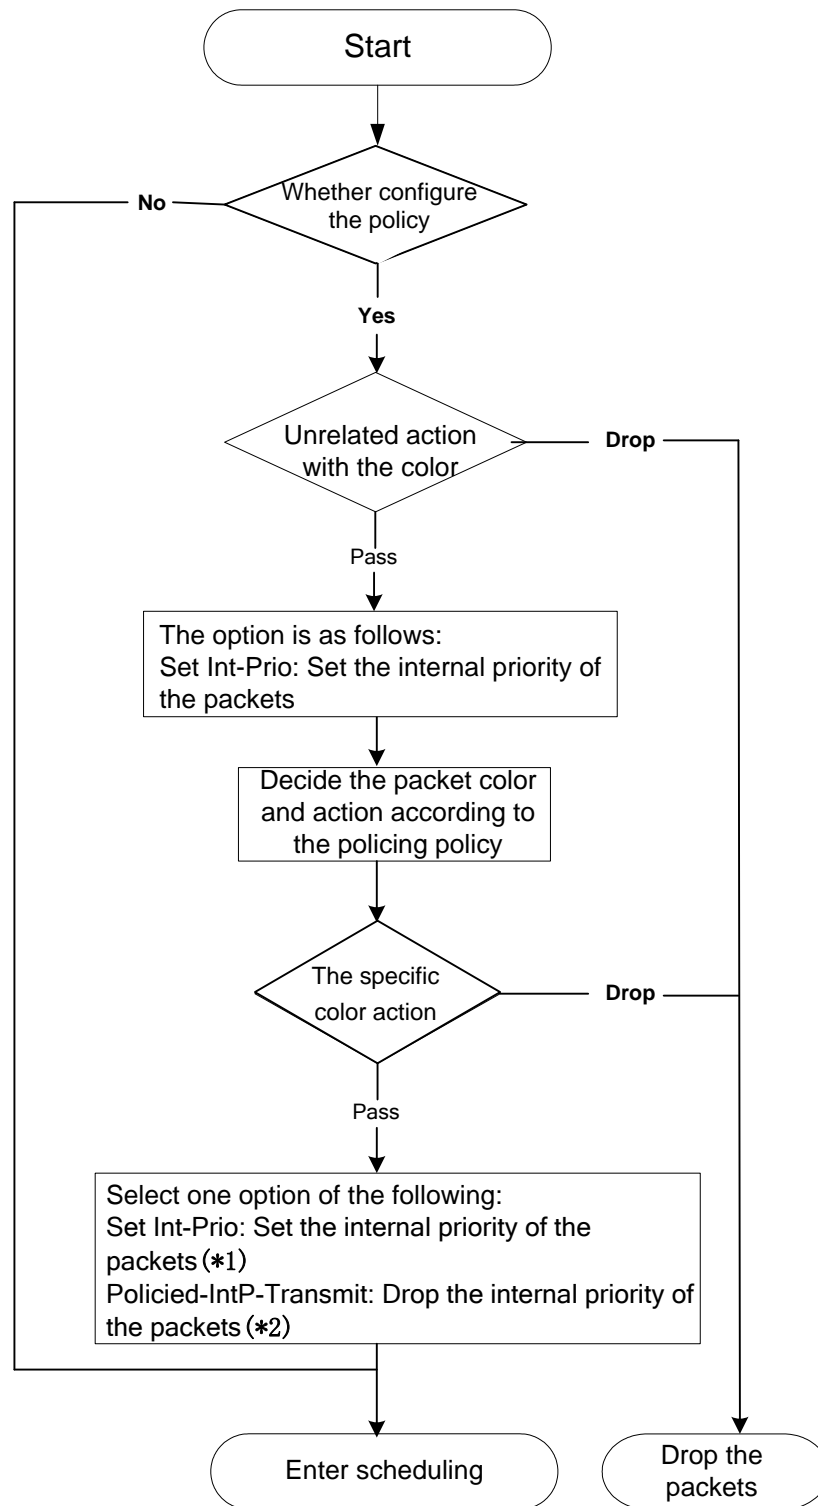 Start
Whether configure
the policy
No
Yes
Unrelated action
with the color
Drop
Pass
The option is as follows:
Set Int-Prio: Set the internal priority of
the packets
Decide the packet color
and action according to
the policing policy
The specific
color action
Drop
Pass
Select one option of the following:
Set Int-Prio: Set the internal priority of the
packets(*1)
Policied-IntP-Transmit: Drop the internal priority of
the packets(*2)
Enter scheduling
Drop the
packets